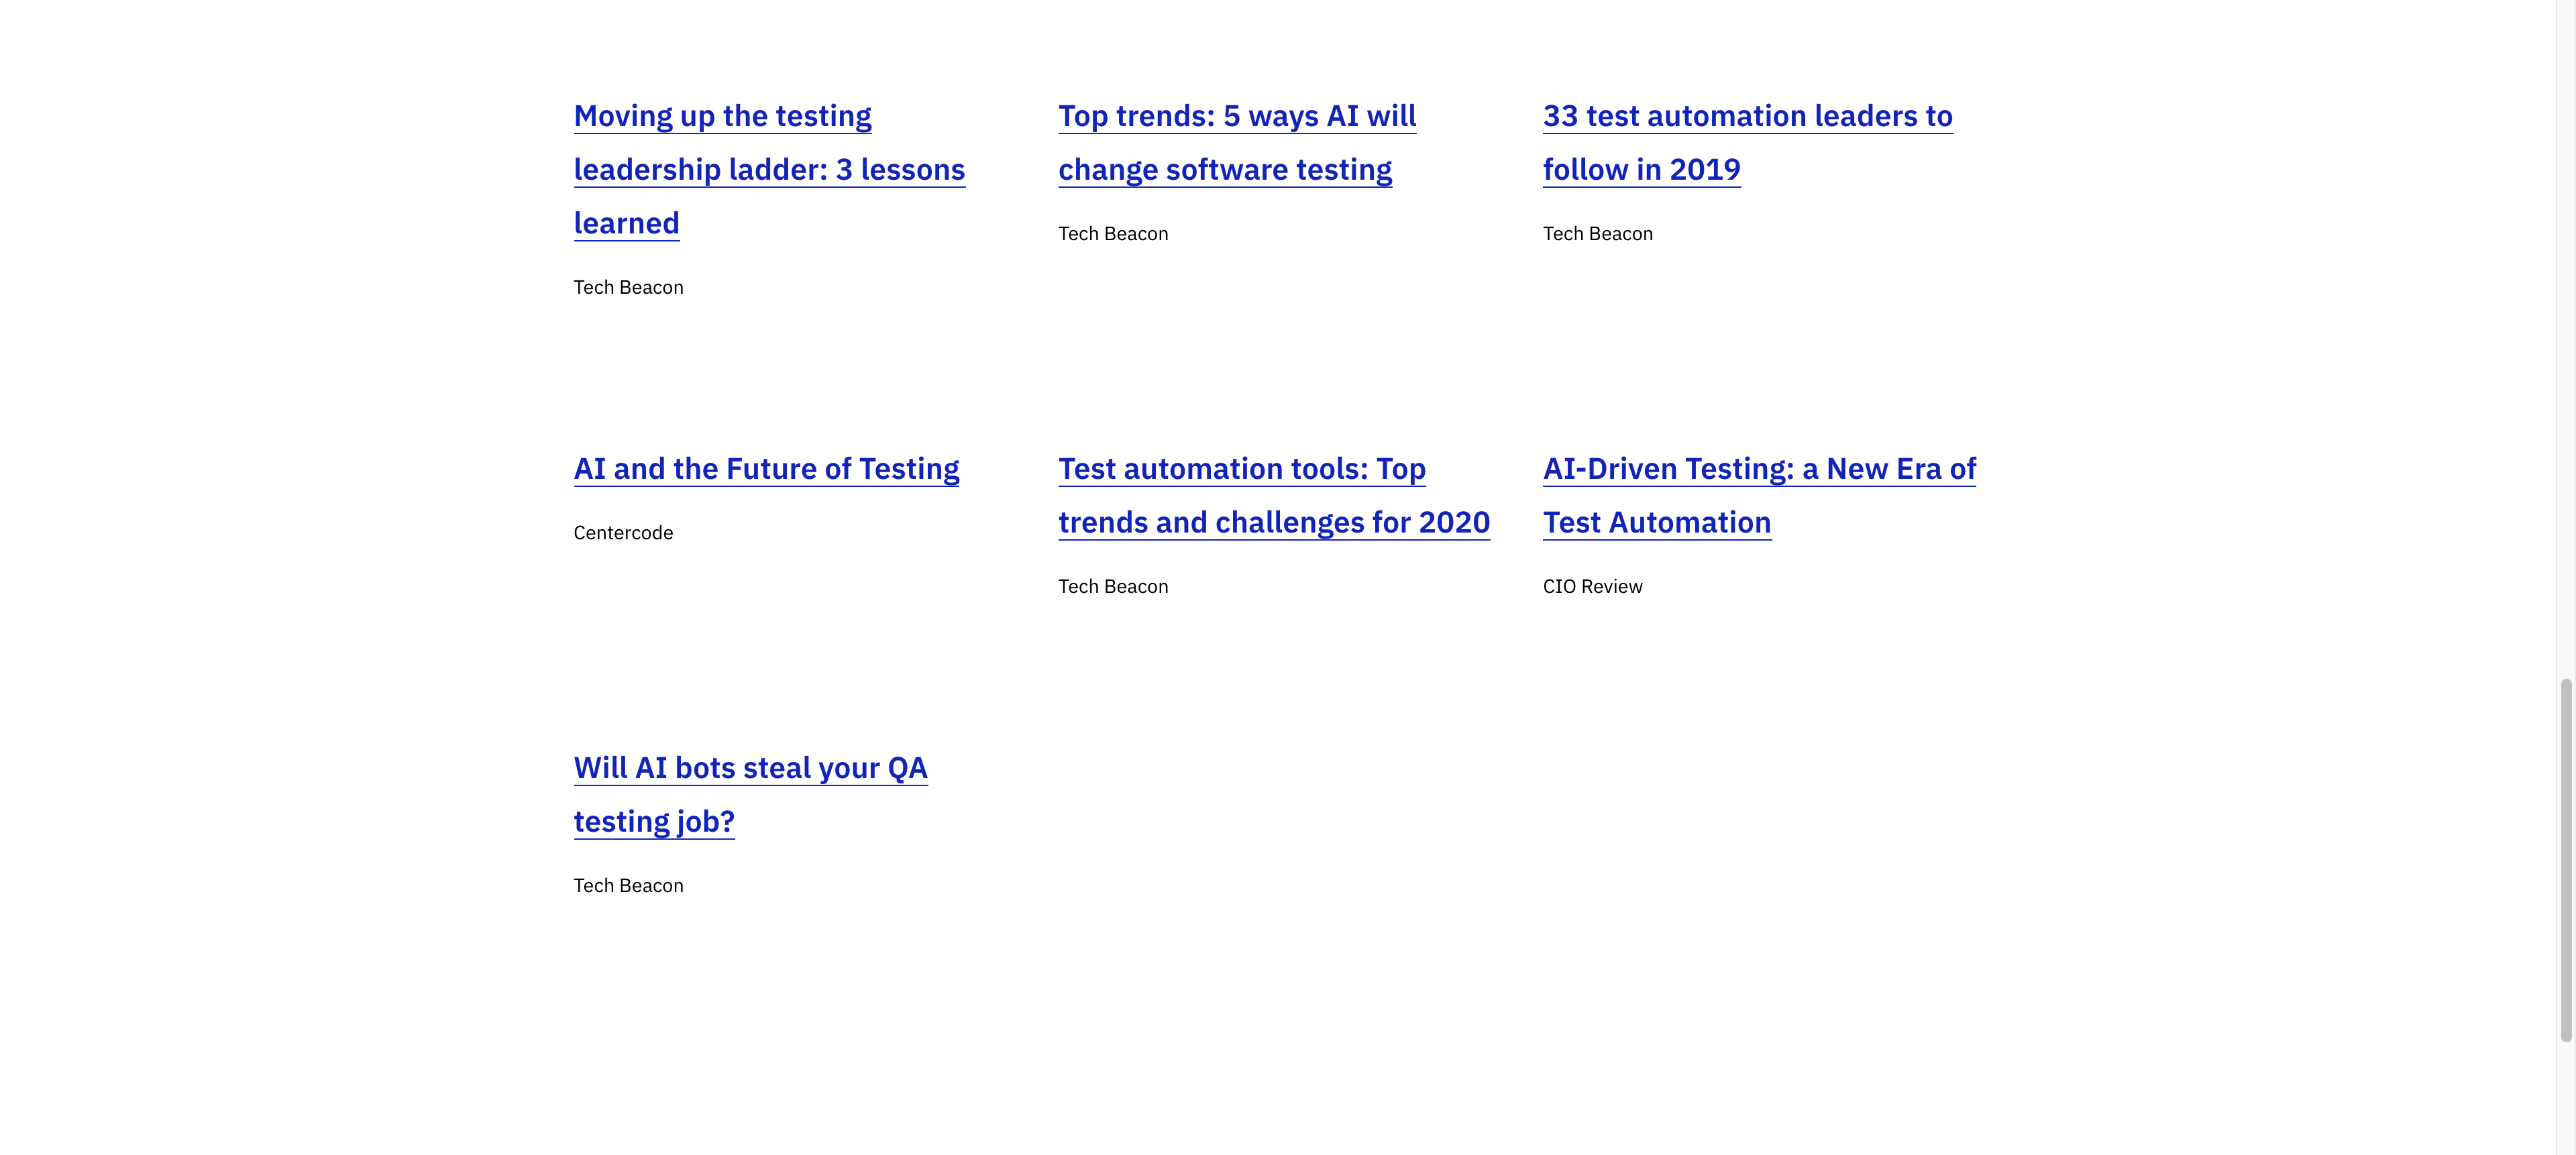 Moving up the testing
leadership ladder: 3 lessons
learned
Tech Beacon
Top trends: 5 ways AI will
change software testing
Tech Beacon
33 test automation leaders to
follow in 2019
Tech Beacon
AI and the Future of Testing
Centercode
Test automation tools: Top
trends and challenges for 2020
Tech Beacon
AI-Driven Testing: a New Era of
Test Automation
CIO Review
Will AI bots steal your QA
testing job?
Tech Beacon